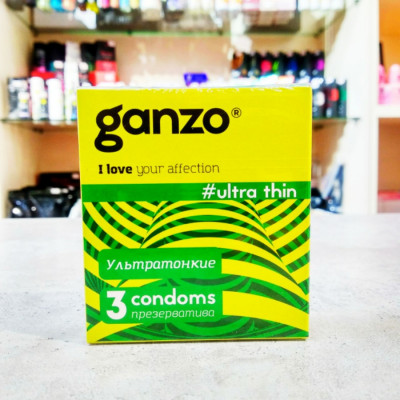 ganzo®
I love your affection
#ultra thin
Ультратонкие
3 condoms
презерватива